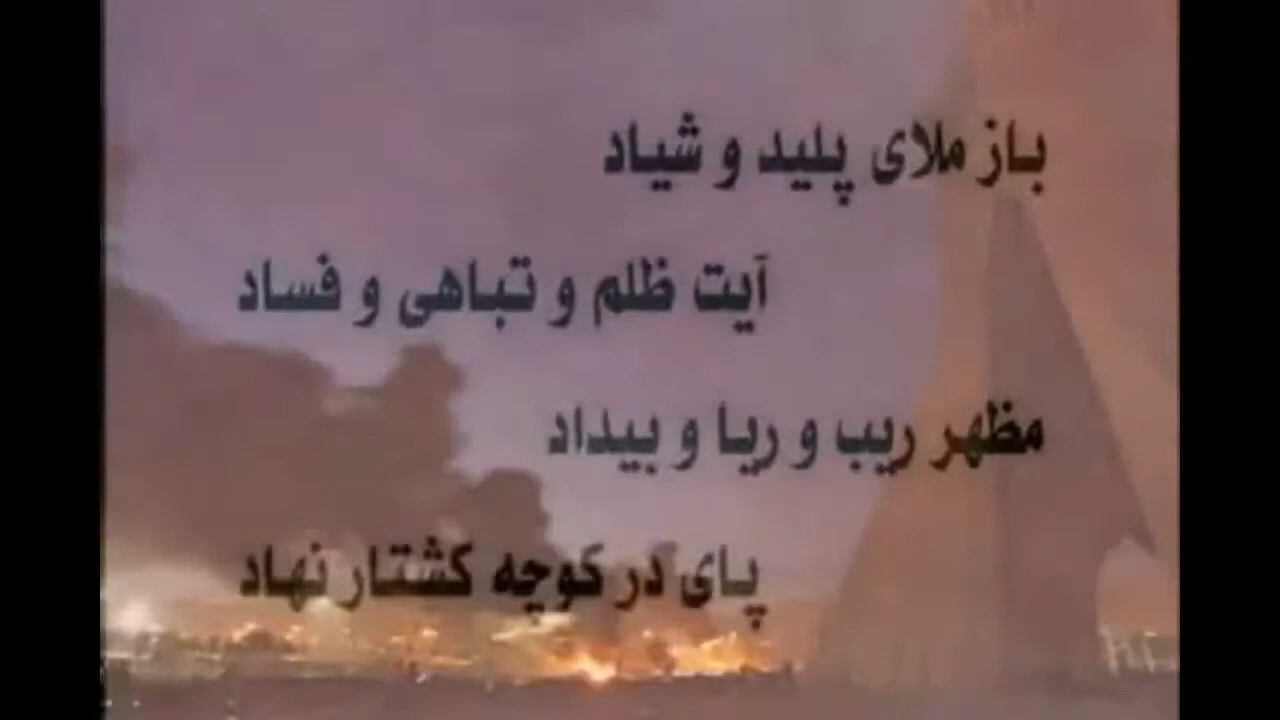 باز ملای پلید و شیاد
آیت ظلم و تباهی و فساد
مظهر ریب و ریا و بیداد
پای در کوچه کشتار نهاد